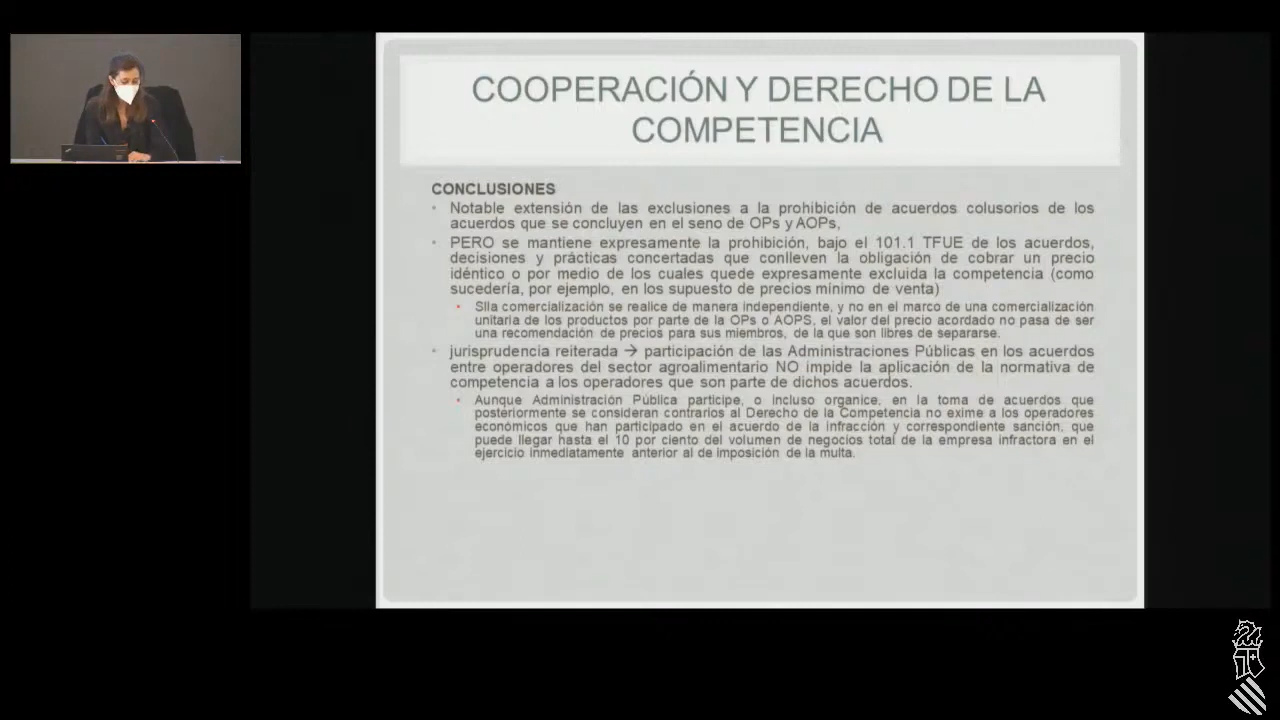 COOPERACIÓN Y DERECHO DE LA
COMPETENCIA
CONCLUSIONES
• Notable extensión de las exclusiones a la prohibición de acuerdos colusorios de los
acuerdos que se concluyen en el seno de OPs y AOPs,
• PERO se mantiene expresamente la prohibición, bajo el 101.1 TFUE de los acuerdos,
decisiones y prácticas concertadas que conlleven la obligación de cobrar un precio
idéntico o por medio de los cuales quede expresamente excluida la competencia (como
sucedería, por ejemplo, en los supuesto de precios mínimo de venta)
• SIla comercialización se realice de manera independiente, y no en el marco de una comercialización
unitaria de los productos por parte de la OPs o AOPS, el valor del precio acordado no pasa de ser
una recomendación de precios para sus miembros, de la que son libres de separarse.
• jurisprudencia reiterada → participación de las Administraciones Públicas en los acuerdos
entre operadores del sector agroalimentario NO impide la aplicación de la normativa de
competencia a los operadores que son parte de dichos acuerdos.
• Aunque Administración Pública participe, o incluso organice, en la toma de acuerdos que
posteriormente se consideran contrarios al Derecho de la Competencia no exime a los operadores
económicos que han participado en el acuerdo de la infracción y correspondiente sanción, que
puede llegar hasta el 10 por ciento del volumen de negocios total de la empresa infractora en el
ejercicio inmediatamente anterior al de imposición de la multa.